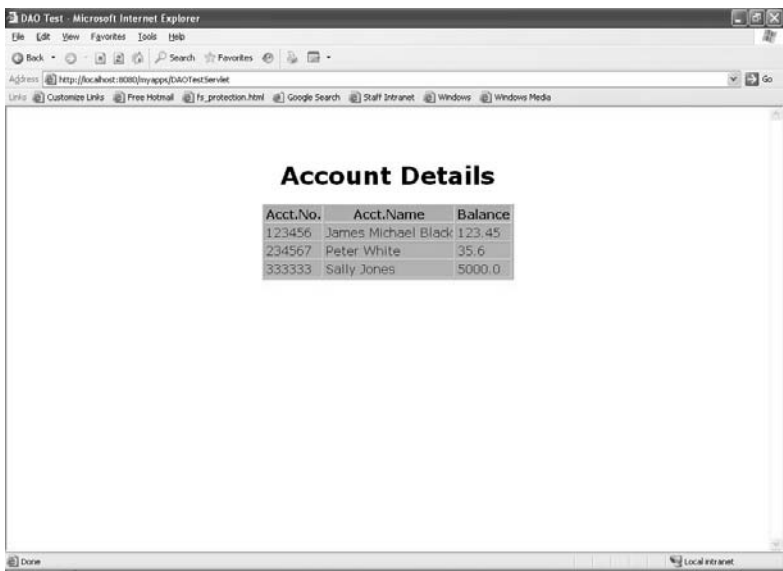 DAO Test - Microsoft Internet Explorer
File Edit View Favorites Tools Help
Back Search Favorites
Address http://localhost:8080/myapps/DAOTestServlet Go
Links Customize Links Free Hotmail fs_protection.html Google Search Staff Intranet Windows Windows Media
Account Details
Acct.No. Acct.Name Balance
123456 James Michael Black 123.45
234567 Peter White 35.6
333333 Sally Jones 5000.0
Done Local intranet